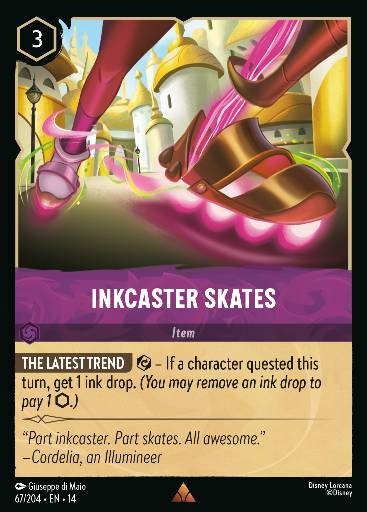 3
INKCASTER SKATES
Item
THE LATEST TREND – If a character quested this
turn, get 1 ink drop. (You may remove an ink drop to
pay 1.)
“Part inkcaster. Part skates. All awesome.”
–Cordelia, an Illumineer
Giuseppe di Maio
67/204 • EN • 14
Disney Lorcana
©Disney